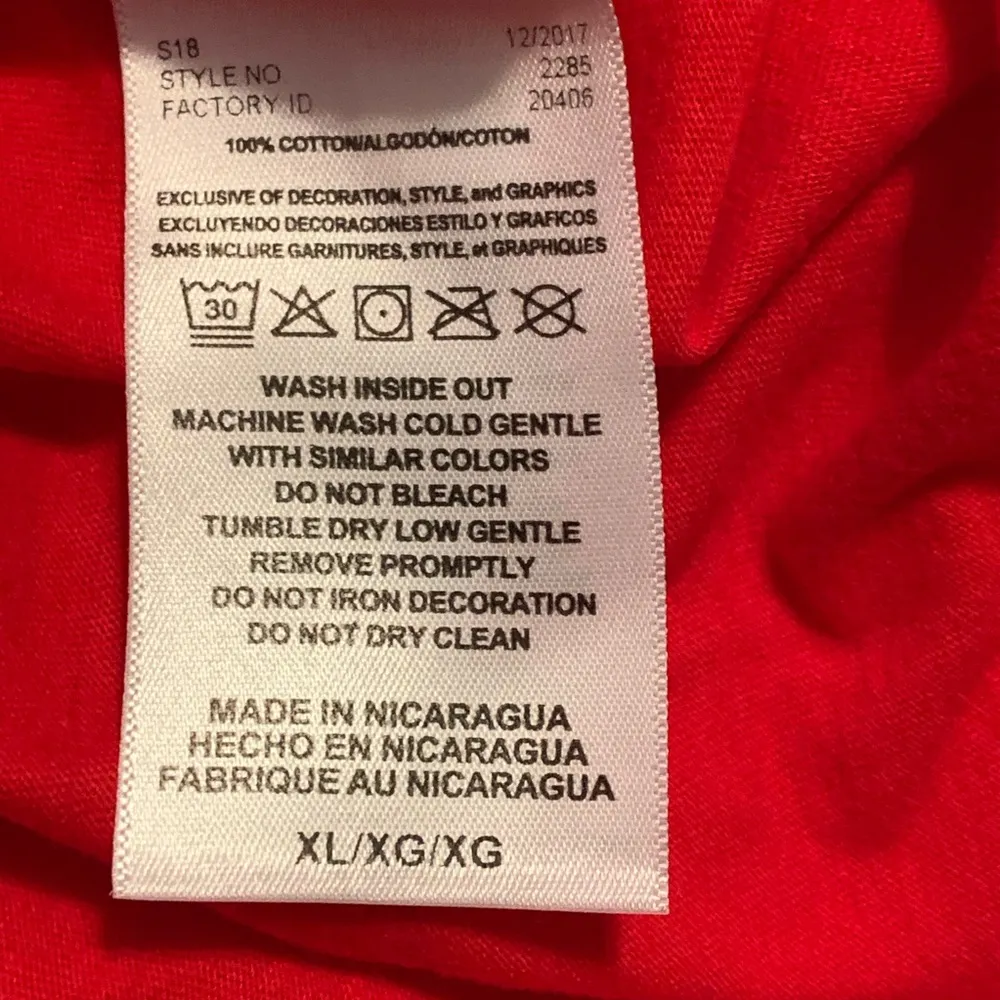 S18 12/2017
STYLE NO 2285
FACTORY ID 20406
100% COTTON/ALGODÓN/COTON
EXCLUSIVE OF DECORATION, STYLE, and GRAPHICS
EXCLUYENDO DECORACIONES ESTILO Y GRAFICOS
SANS INCLURE GARNITURES, STYLE, et GRAPHIQUES
30
WASH INSIDE OUT
MACHINE WASH COLD GENTLE
WITH SIMILAR COLORS
DO NOT BLEACH
TUMBLE DRY LOW GENTLE
REMOVE PROMPTLY
DO NOT IRON DECORATION
DO NOT DRY CLEAN
MADE IN NICARAGUA
HECHO EN NICARAGUA
FABRIQUE AU NICARAGUA
XL/XG/XG